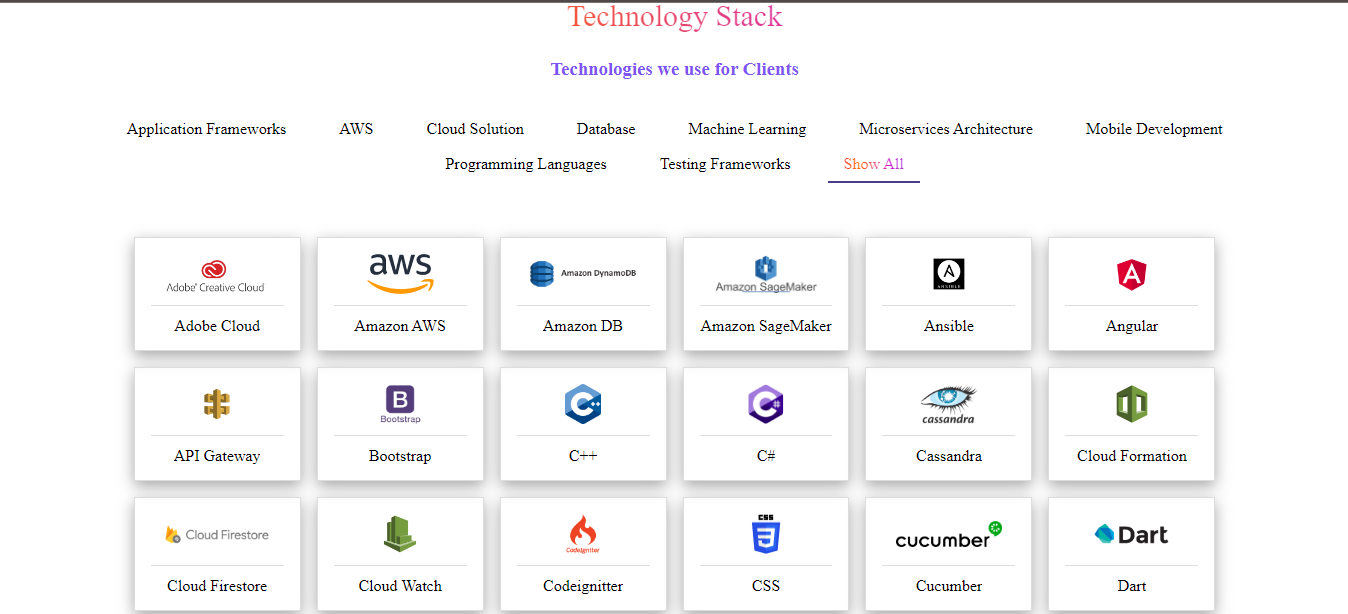 Technology Stack
Technologies we use for Clients
Application Frameworks AWS Cloud Solution Database Machine Learning Microservices Architecture Mobile Development
Programming Languages Testing Frameworks Show All
Adobe® Creative Cloud
Adobe Cloud
aws
Amazon AWS
Amazon DynamoDB
Amazon DB
Amazon SageMaker
Amazon SageMaker
A
ANSIBLE
Ansible
A
Angular
API Gateway
B
Bootstrap
Bootstrap
C++
C++
C#
C#
cassandra
Cassandra
Cloud Formation
Cloud Firestore
Cloud Firestore
Cloud Watch
CodeIgniter
Codeignitter
CSS
3
CSS
cucumber
Cucumber
Dart
Dart